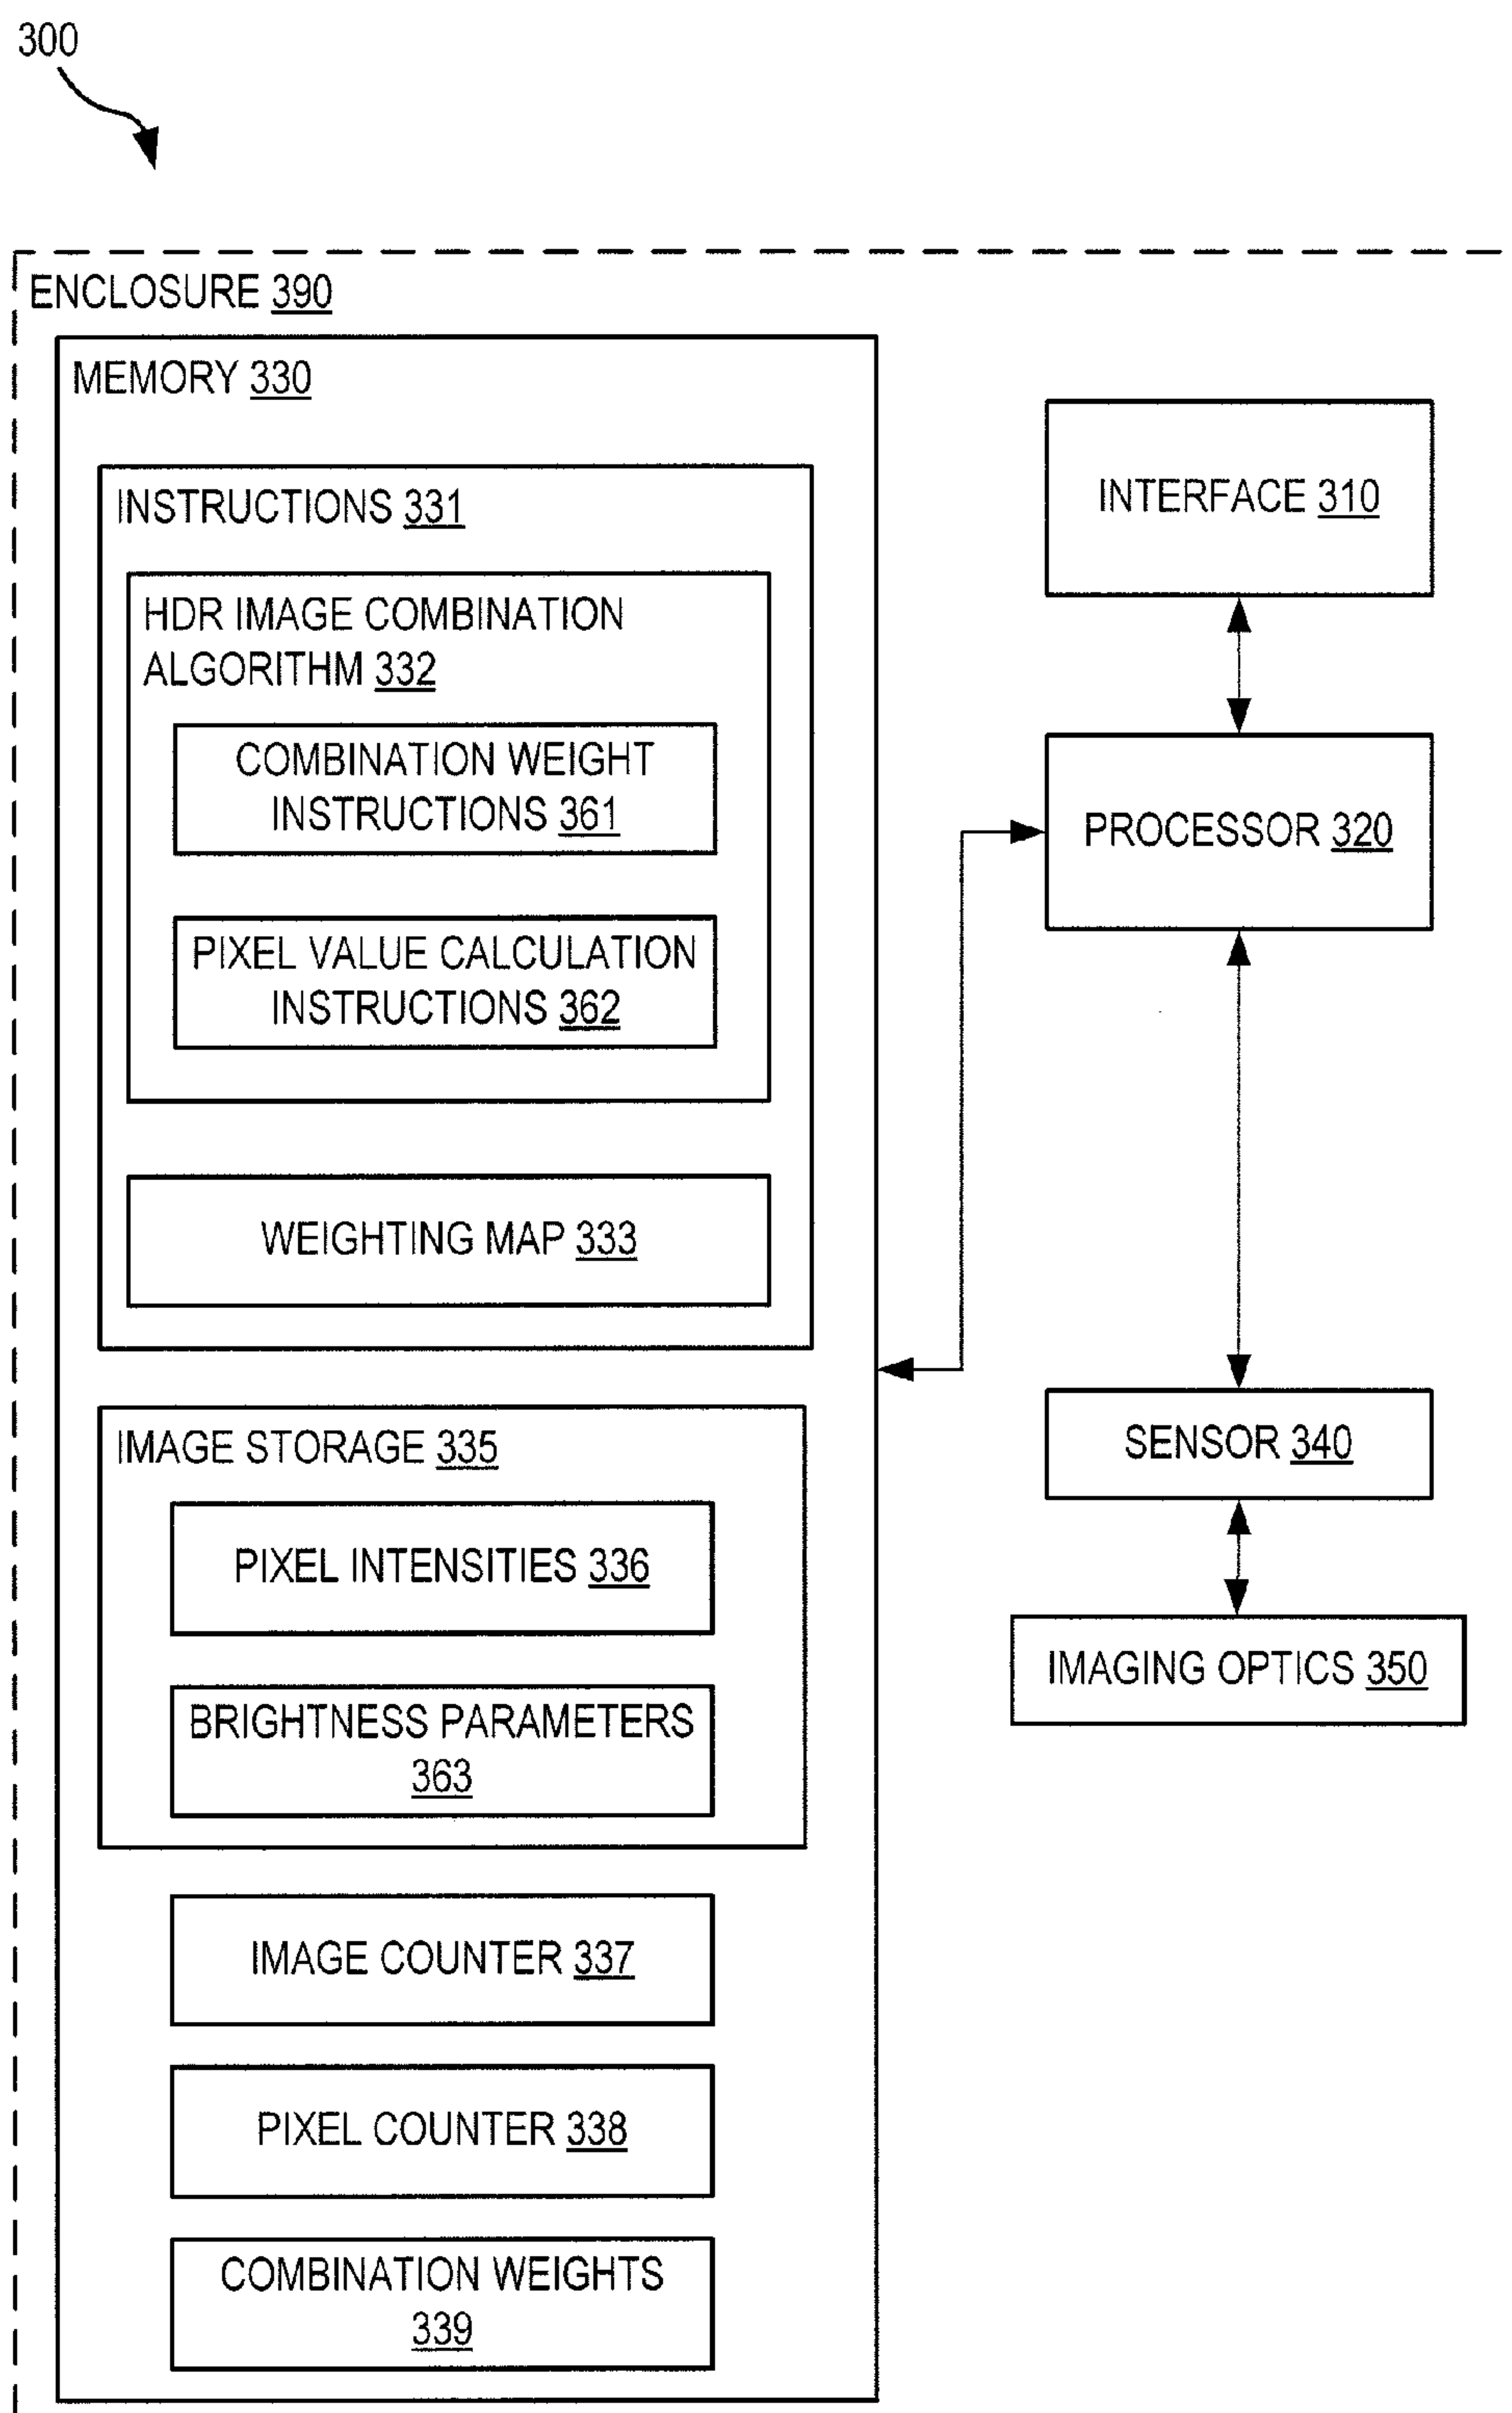 300
ENCLOSURE 390
MEMORY 330
INSTRUCTIONS 331
HDR IMAGE COMBINATION
ALGORITHM 332
COMBINATION WEIGHT
INSTRUCTIONS 361
PIXEL VALUE CALCULATION
INSTRUCTIONS 362
WEIGHTING MAP 333
IMAGE STORAGE 335
PIXEL INTENSITIES 336
BRIGHTNESS PARAMETERS
363
IMAGE COUNTER 337
PIXEL COUNTER 338
COMBINATION WEIGHTS
339
INTERFACE 310
PROCESSOR 320
SENSOR 340
IMAGING OPTICS 350